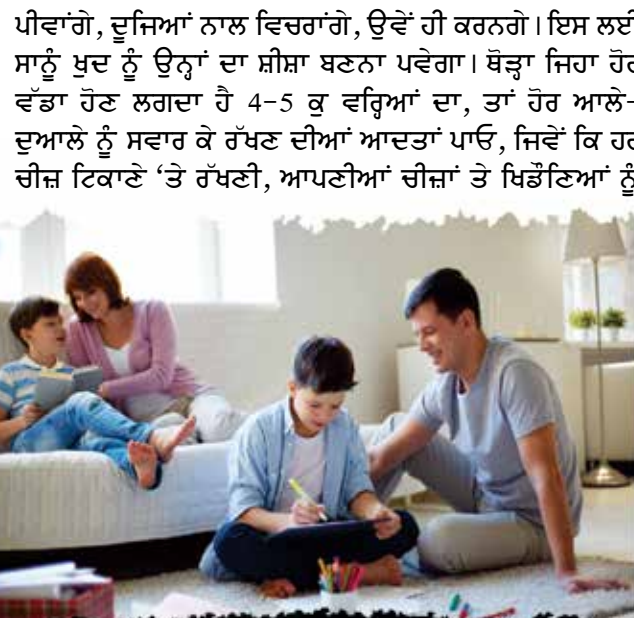 ਪੀਵਾਂਗੇ, ਦੂਜਿਆਂ ਨਾਲ ਵਿਚਰਾਂਗੇ, ਉਵੇਂ ਹੀ ਕਰਨਗੇ। ਇਸ ਲਈ
ਸਾਨੂੰ ਖੁਦ ਨੂੰ ਉਨ੍ਹਾਂ ਦਾ ਸ਼ੀਸ਼ਾ ਬਣਨਾ ਪਵੇਗਾ। ਥੋੜ੍ਹਾ ਜਿਹਾ ਹੋਰ
ਵੱਡਾ ਹੋਣ ਲਗਦਾ ਹੈ 4-5 ਕੁ ਵਰ੍ਹਿਆਂ ਦਾ, ਤਾਂ ਹੋਰ ਆਲੇ-
ਦੁਆਲੇ ਨੂੰ ਸਵਾਰ ਕੇ ਰੱਖਣ ਦੀਆਂ ਆਦਤਾਂ ਪਾਓ, ਜਿਵੇਂ ਕਿ ਹਰ
ਚੀਜ਼ ਟਿਕਾਣੇ ‘ਤੇ ਰੱਖਣੀ, ਆਪਣੀਆਂ ਚੀਜ਼ਾਂ ਤੇ ਖਿਡੌਣਿਆਂ ਨੂੰ